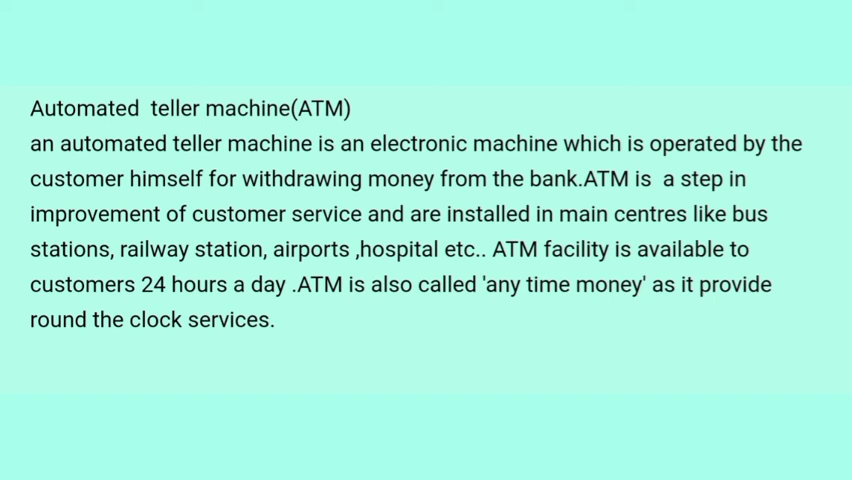 Automated  teller machine(ATM)
an automated teller machine is an electronic machine which is operated by the
customer himself for withdrawing money from the bank.ATM is  a step in
improvement of customer service and are installed in main centres like bus
stations, railway station, airports ,hospital etc.. ATM facility is available to
customers 24 hours a day .ATM is also called 'any time money' as it provide
round the clock services.